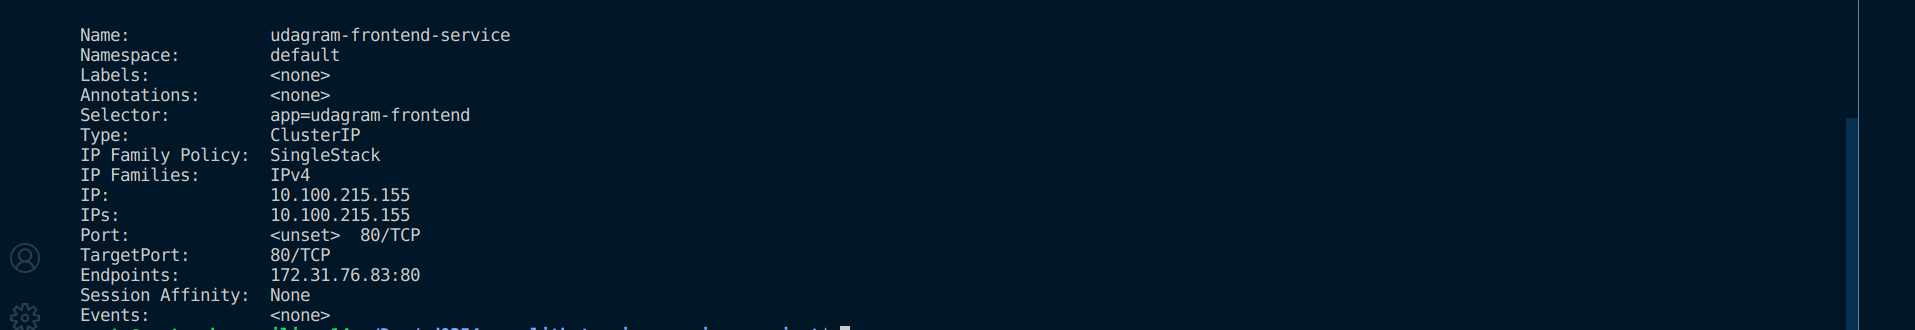 Name: udagram-frontend-service
Namespace: default
Labels: <none>
Annotations: <none>
Selector: app=udagram-frontend
Type: ClusterIP
IP Family Policy: SingleStack
IP Families: IPv4
IP: 10.100.215.155
IPs: 10.100.215.155
Port: <unset> 80/TCP
TargetPort: 80/TCP
Endpoints: 172.31.76.83:80
Session Affinity: None
Events: <none>